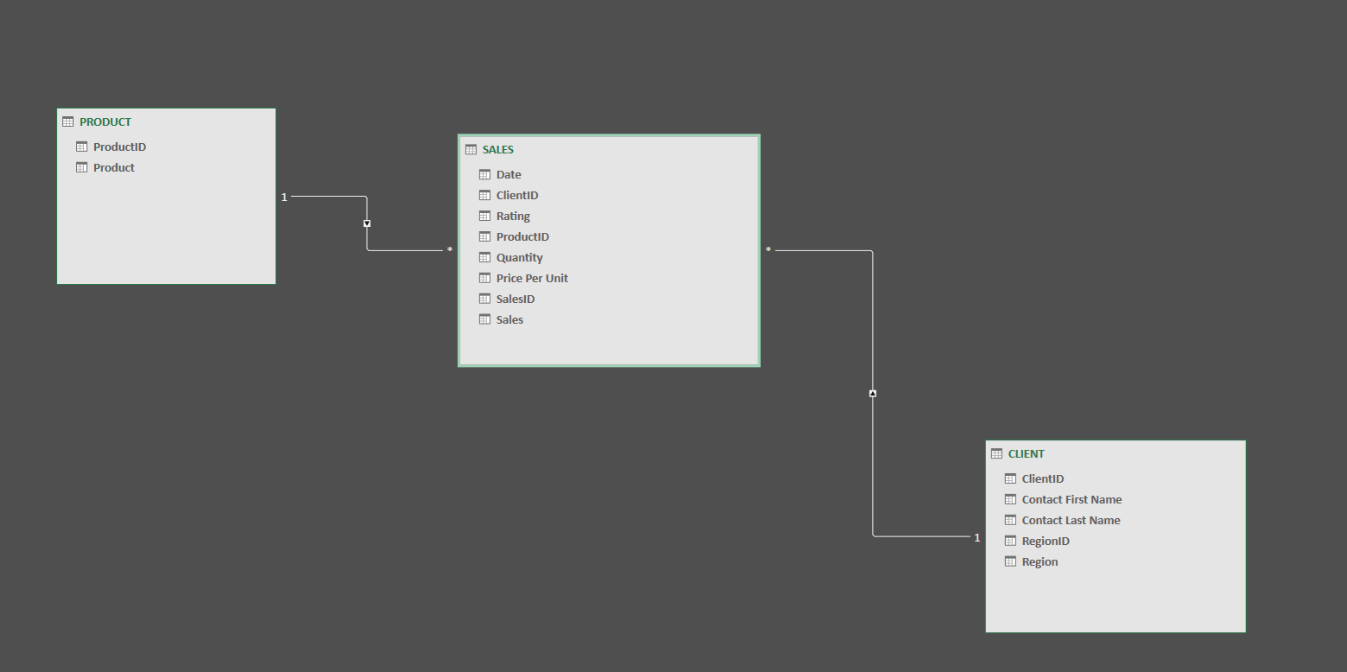 PRODUCT
ProductID
Product
1
*
SALES
Date
ClientID
Rating
ProductID
Quantity
Price Per Unit
SalesID
Sales
*
1
CLIENT
ClientID
Contact First Name
Contact Last Name
RegionID
Region